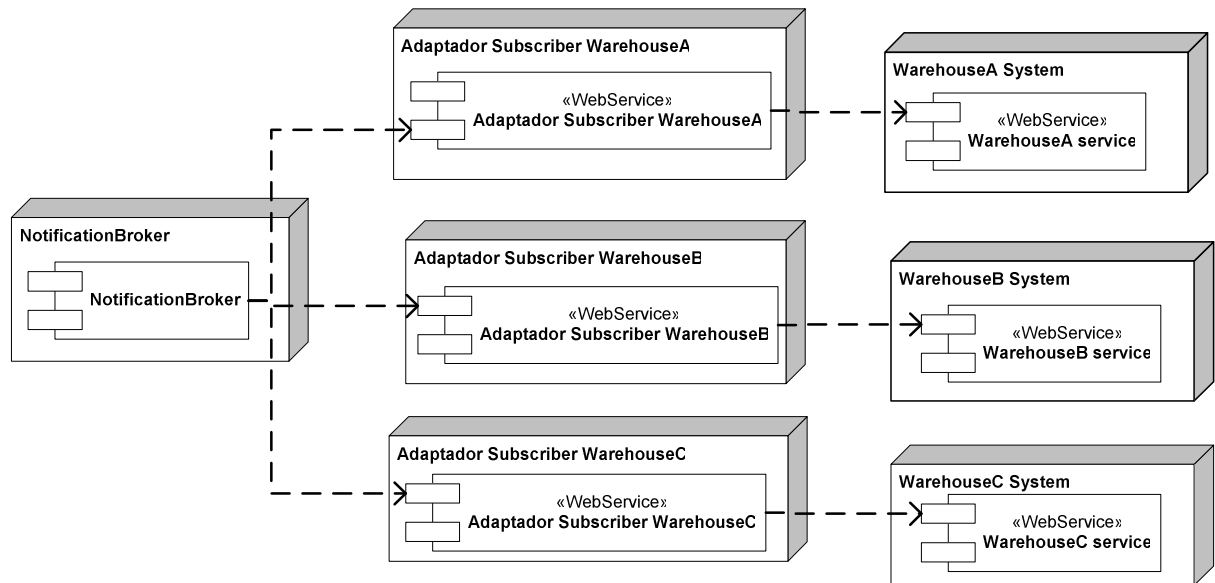 Adaptador Subscriber WarehouseA
«WebService»
Adaptador Subscriber WarehouseA
WarehouseA System
«WebService»
WarehouseA service
NotificationBroker
NotificationBroker
Adaptador Subscriber WarehouseB
«WebService»
Adaptador Subscriber WarehouseB
WarehouseB System
«WebService»
WarehouseB service
Adaptador Subscriber WarehouseC
«WebService»
Adaptador Subscriber WarehouseC
WarehouseC System
«WebService»
WarehouseC service